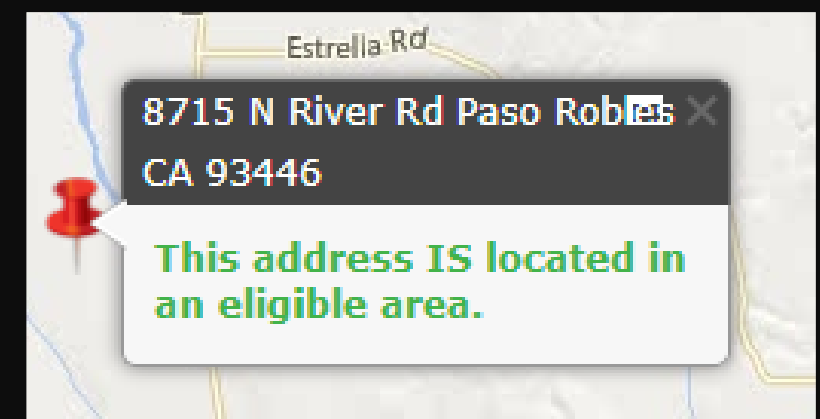 Estrella Rd
8715 N River Rd Paso Robles
CA 93446
This address IS located in
an eligible area.